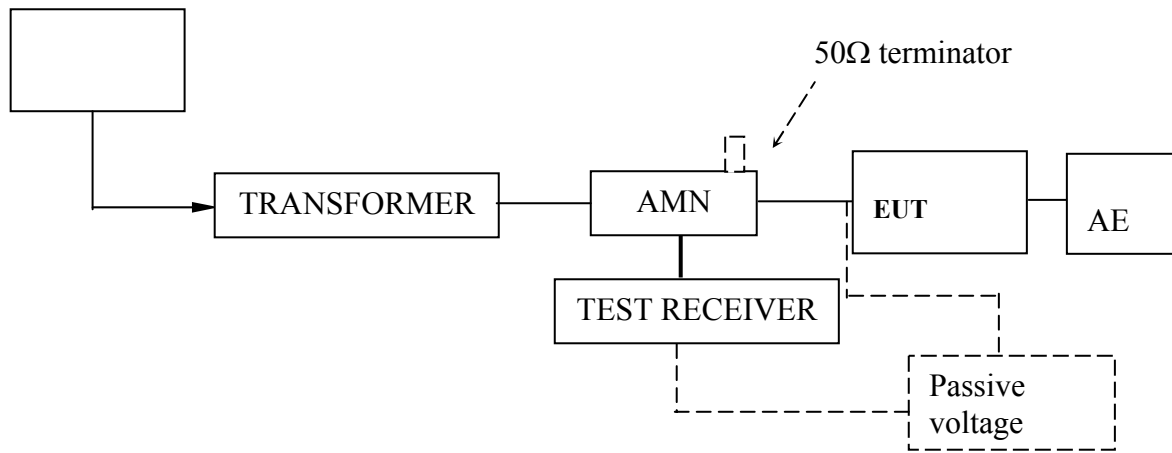 50Ω terminator
TRANSFORMER
AMN
EUT
AE
TEST RECEIVER
Passive
voltage